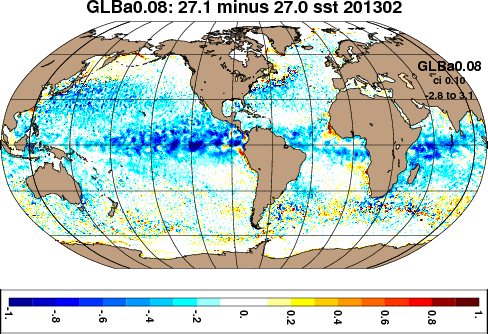 GLBa0.08: 27.1 minus 27.0 sst 201302
GLBa0.08
ci 0.10
-2.8 to 3.1
-1. -.8 -.6 -.4 -.2 0. 0.2 0.4 0.6 0.8 1.